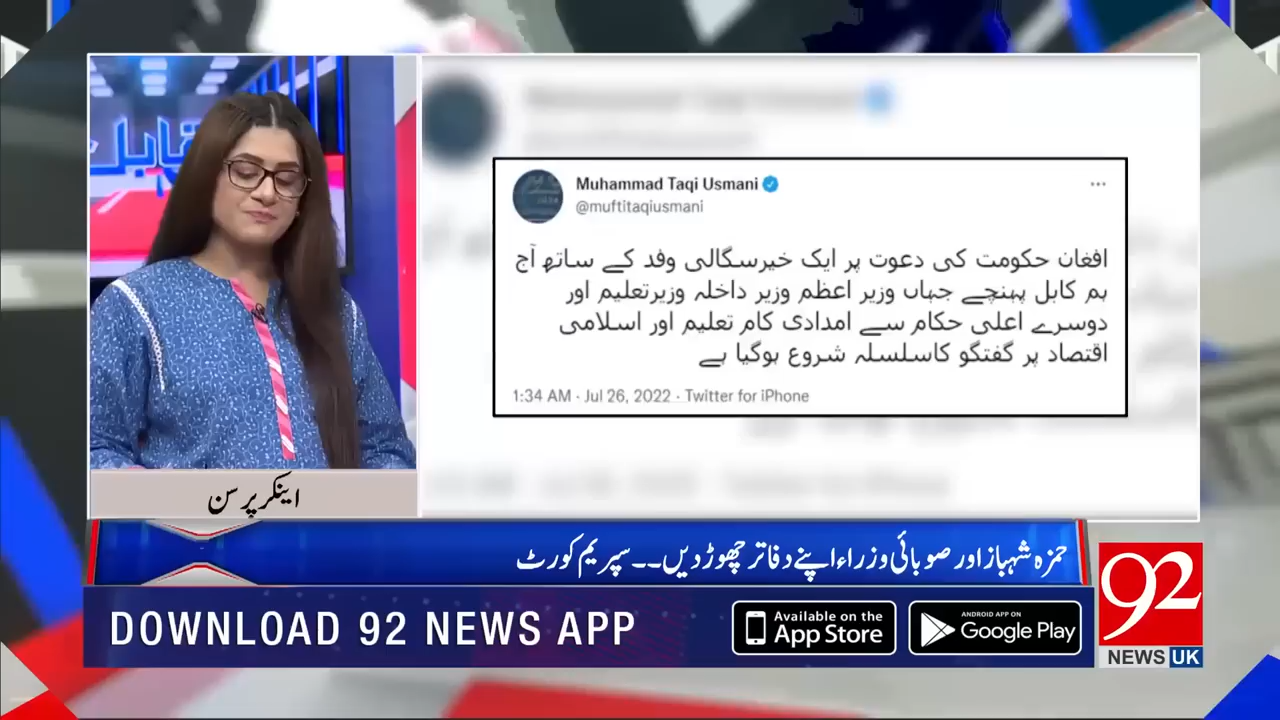 مقابل
Muhammad Taqi Usmani
@muftitaqiusmani
افغان حکومت کی دعوت پر ایک خیرسگالی وفد کے ساتھ آج
ہم کابل پہنچے جہاں وزیر اعظم وزیر داخلہ وزیرتعلیم اور
دوسرے اعلی حکام سے امدادی کام تعلیم اور اسلامی
اقتصاد پر گفتگو کاسلسلہ شروع ہوگیا ہے
1:34 AM · Jul 26, 2022 · Twitter for iPhone
اینکر پرسن
حمزہ شہباز اور صوبائی وزراء اپنے دفاتر چھوڑ دیں۔۔ سپریم کورٹ
DOWNLOAD 92 NEWS APP
Available on the
App Store
ANDROID APP ON
Google Play
92
NEWS UK